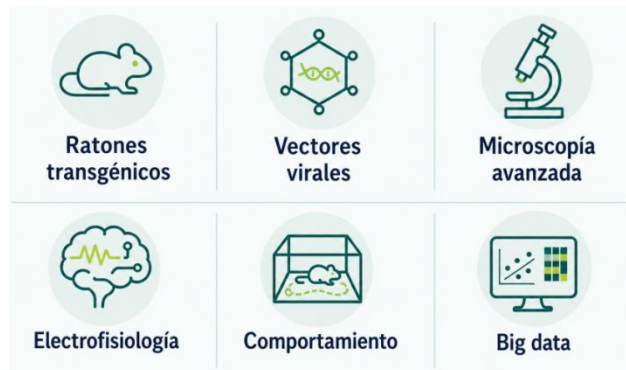 Ratones
transgénicos
Vectores
virales
Microscopía
avanzada
Electrofisiología
Comportamiento
Big data